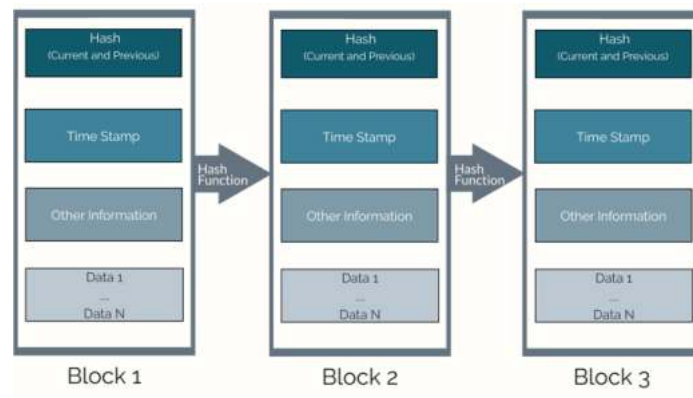 Hash
(Current and Previous)
Time Stamp
Other Information
Data 1
...
Data N
Block 1
Hash
Function
Hash
(Current and Previous)
Time Stamp
Other Information
Data 1
...
Data N
Block 2
Hash
Function
Hash
(Current and Previous)
Time Stamp
Other Information
Data 1
...
Data N
Block 3